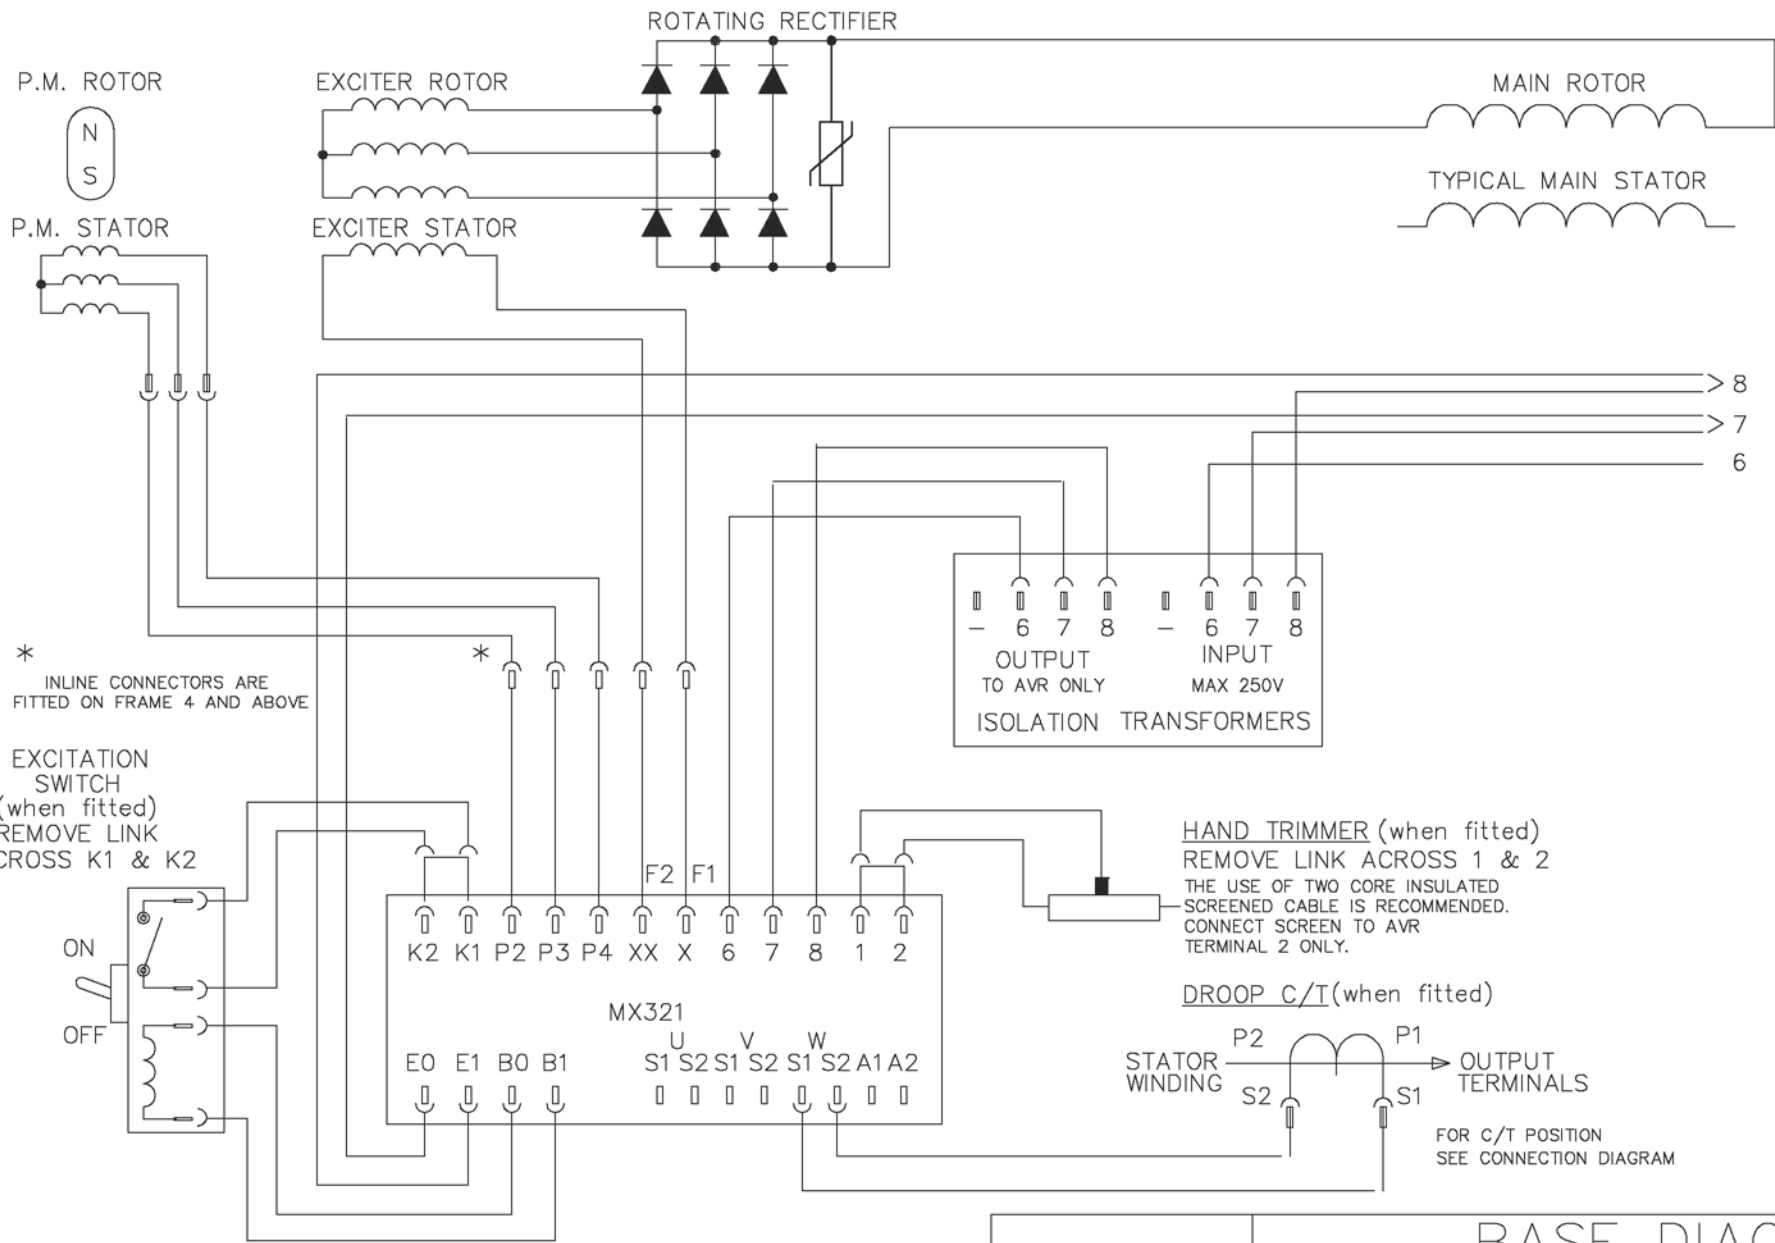 ROTATING RECTIFIER
P.M. ROTOR
EXCITER ROTOR
MAIN ROTOR
N
S
TYPICAL MAIN STATOR
P.M. STATOR
EXCITER STATOR
8
7
6
- 6 7 8 - 6 7 8
OUTPUT
TO AVR ONLY
INPUT
MAX 250V
ISOLATION TRANSFORMERS
*
*
INLINE CONNECTORS ARE
FITTED ON FRAME 4 AND ABOVE
EXCITATION
SWITCH
(when fitted)
REMOVE LINK
CROSS K1 & K2
HAND TRIMMER (when fitted)
REMOVE LINK ACROSS 1 & 2
THE USE OF TWO CORE INSULATED
SCREENED CABLE IS RECOMMENDED.
CONNECT SCREEN TO AVR
TERMINAL 2 ONLY.
F2 F1
ON
OFF
K2 K1 P2 P3 P4 XX X 6 7 8 1 2
MX321
U V W
E0 E1 B0 B1 S1 S2 S1 S2 S1 S2 A1 A2
DROOP C/T (when fitted)
P2 P1
STATOR
WINDING
OUTPUT
TERMINALS
S2 S1
FOR C/T POSITION
SEE CONNECTION DIAGRAM